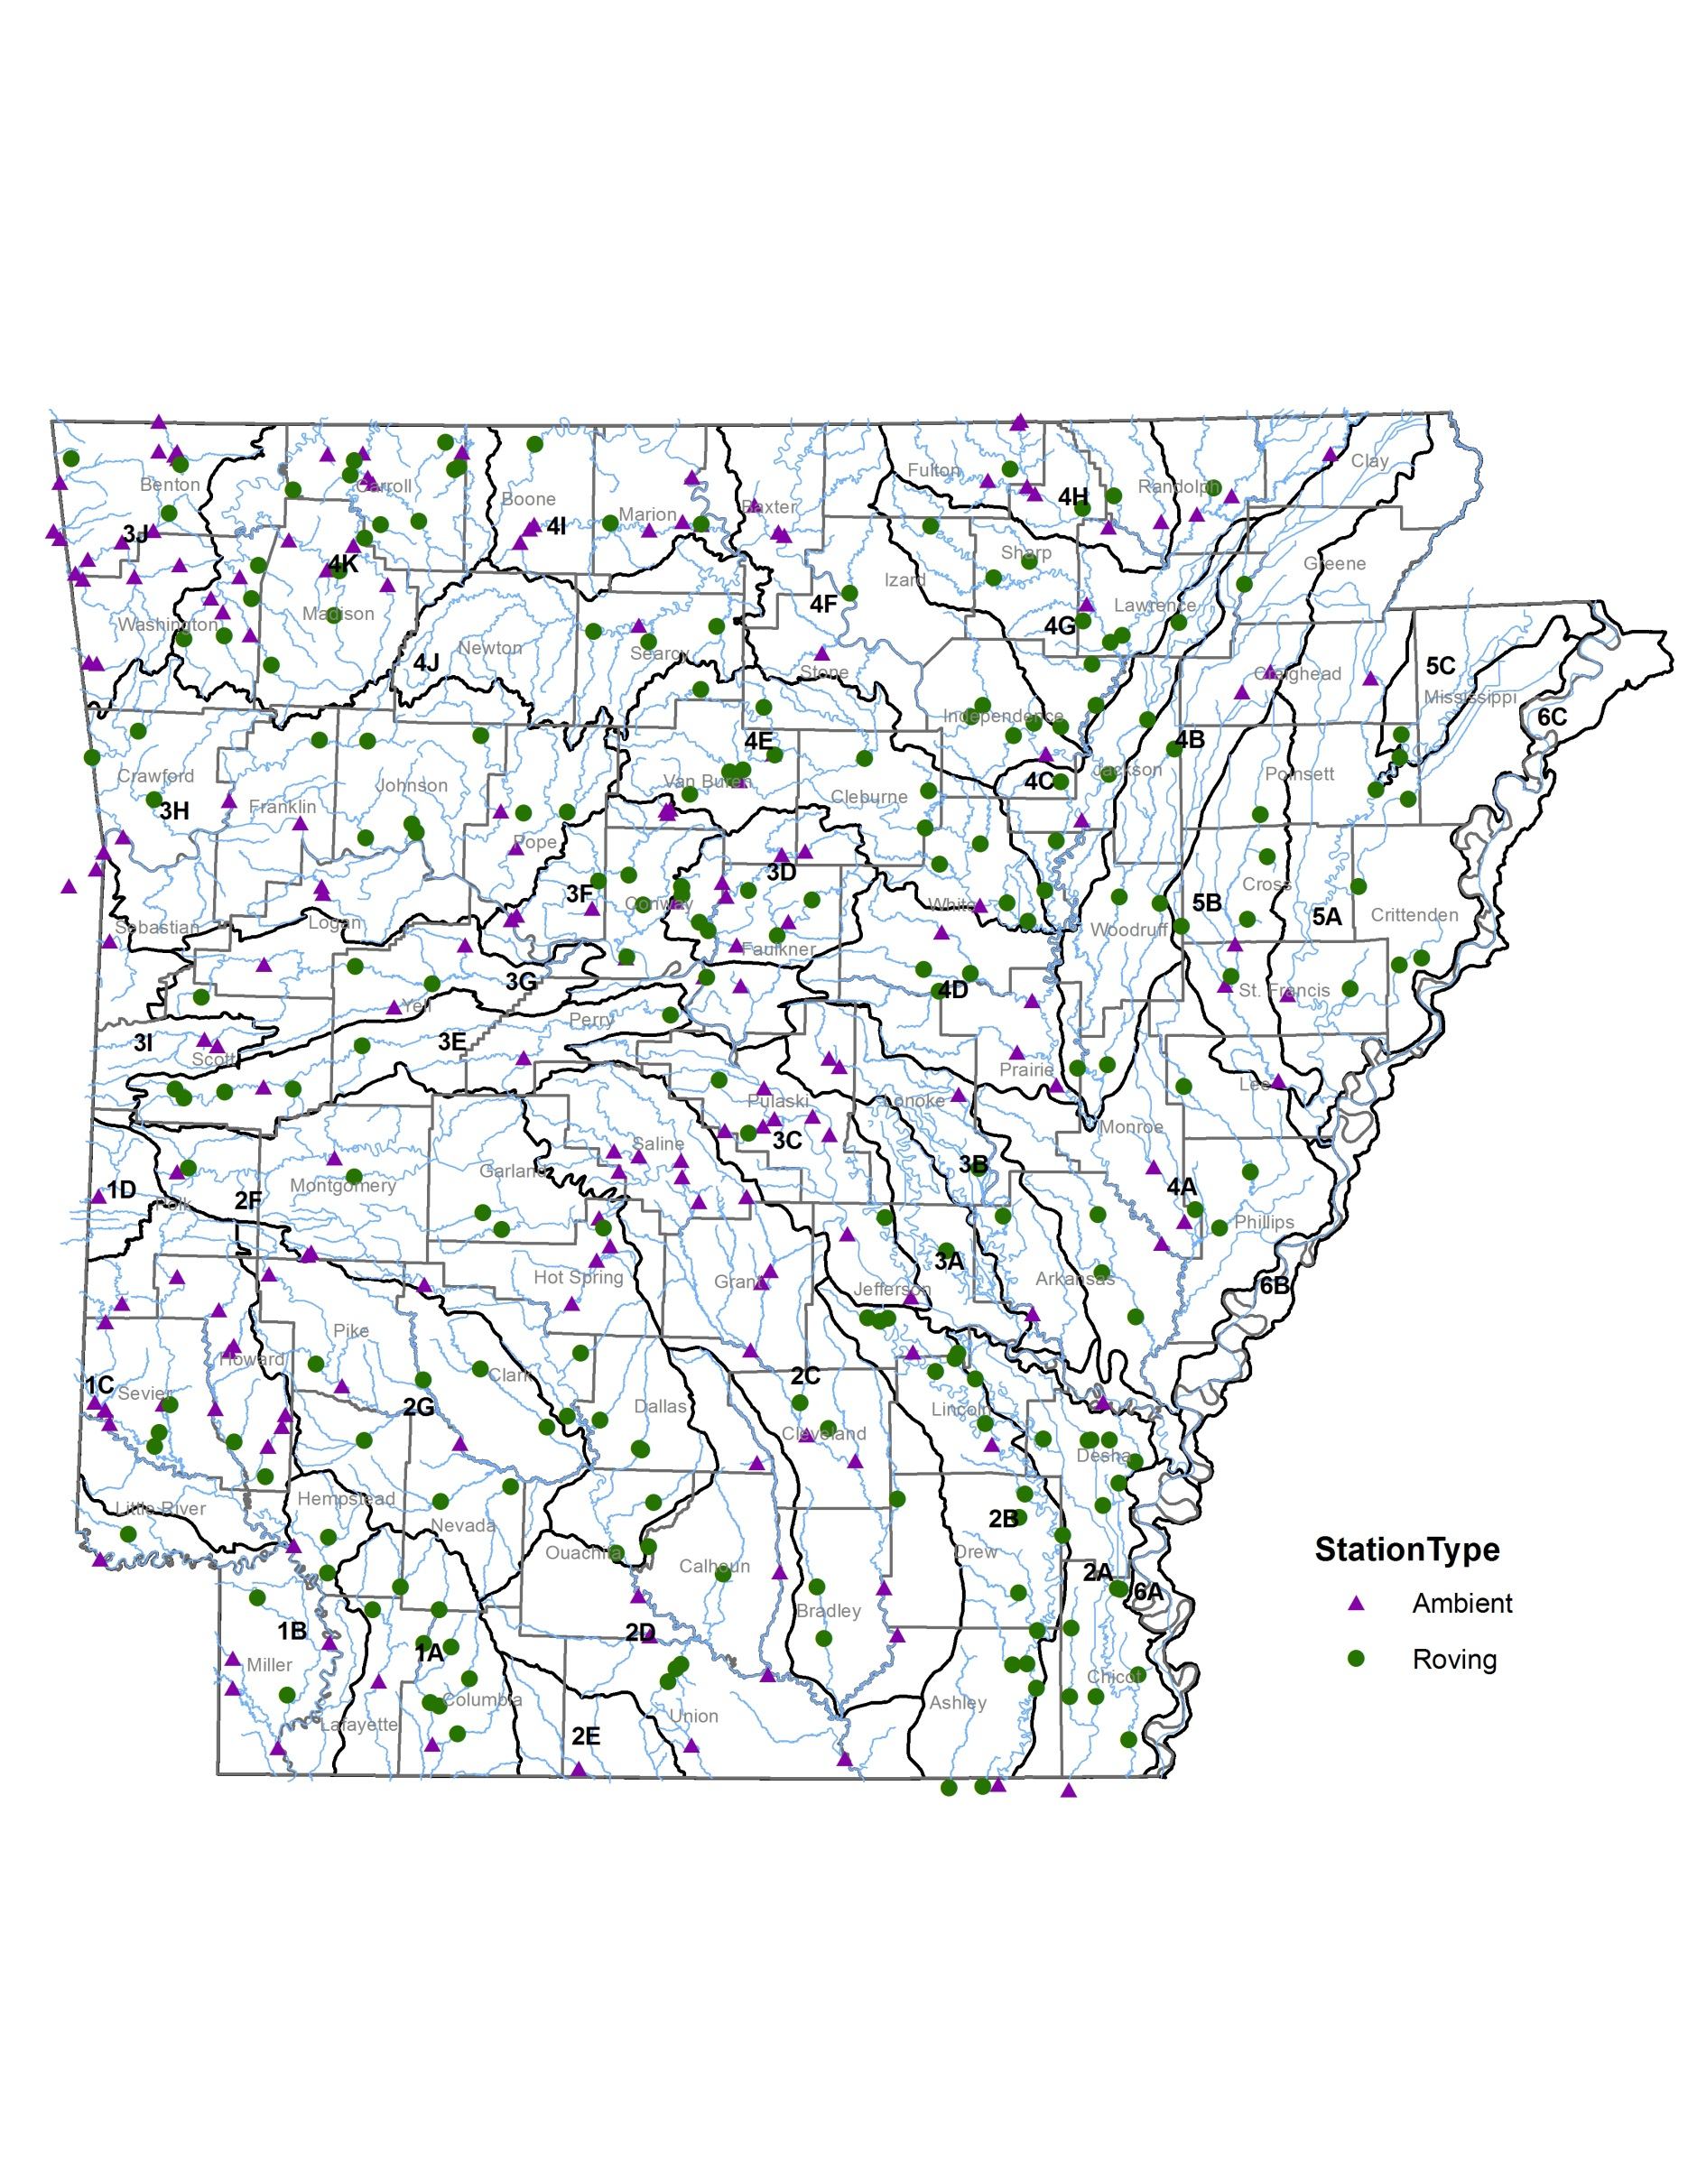 Benton
Carroll
Boone
4I
Marion
Baxter
Fulton
4H
Randolph
Clay
3J
4K
Madison
Washington
4J
Newton
Searcy
4F
Izard
Sharp
4G
Lawrence
Greene
Stone
Independence
Craighead
5C
Mississippi
6C
Crawford
3H
Franklin
Johnson
Pope
4E
Van Buren
Cleburne
4C
Jackson
4B
Poinsett
3D
3F
Conway
Faulkner
White
Woodruff
5B
Cross
5A
Crittenden
Sebastian
Logan
3G
Yell
Perry
3E
3I
Scott
4D
St. Francis
Prairie
Lee
Pulaski
Lonoke
3C
Saline
Monroe
Garland
Montgomery
1D
Polk
2F
3B
4A
Phillips
Hot Spring
Grant
Jefferson
3A
Arkansas
6B
Pike
Howard
1C
Sevier
Clark
2G
Dallas
2C
Cleveland
Lincoln
Desha
Little River
Hempstead
Nevada
Ouachita
Calhoun
2B
Drew
2A
6A
StationType
Ambient
Roving
1B
Miller
1A
Columbia
Lafayette
2D
Bradley
Union
2E
Ashley
Chicot